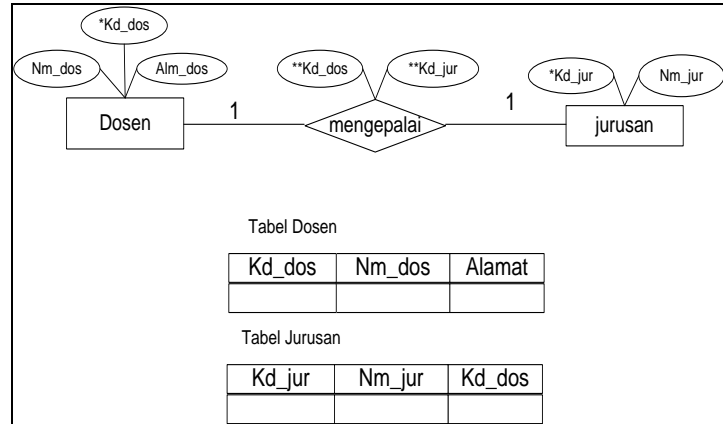 *Kd_dos
Nm_dos Alm_dos **Kd_dos **Kd_jur *Kd_jur Nm_jur
Dosen 1 mengepalai 1 jurusan
Tabel Dosen
Kd_dos Nm_dos Alamat
Tabel Jurusan
Kd_jur Nm_jur Kd_dos